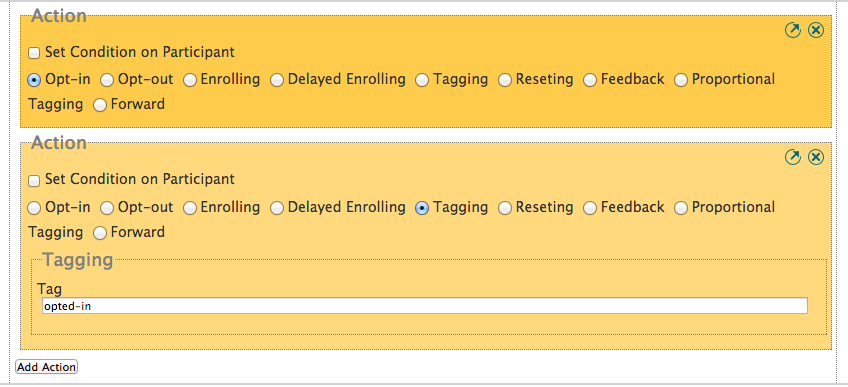 Action
Set Condition on Participant
Opt-in Opt-out Enrolling Delayed Enrolling Tagging Reseting Feedback Proportional
Tagging Forward
Action
Set Condition on Participant
Opt-in Opt-out Enrolling Delayed Enrolling Tagging Reseting Feedback Proportional
Tagging Forward
Tagging
Tag
opted-in
Add Action